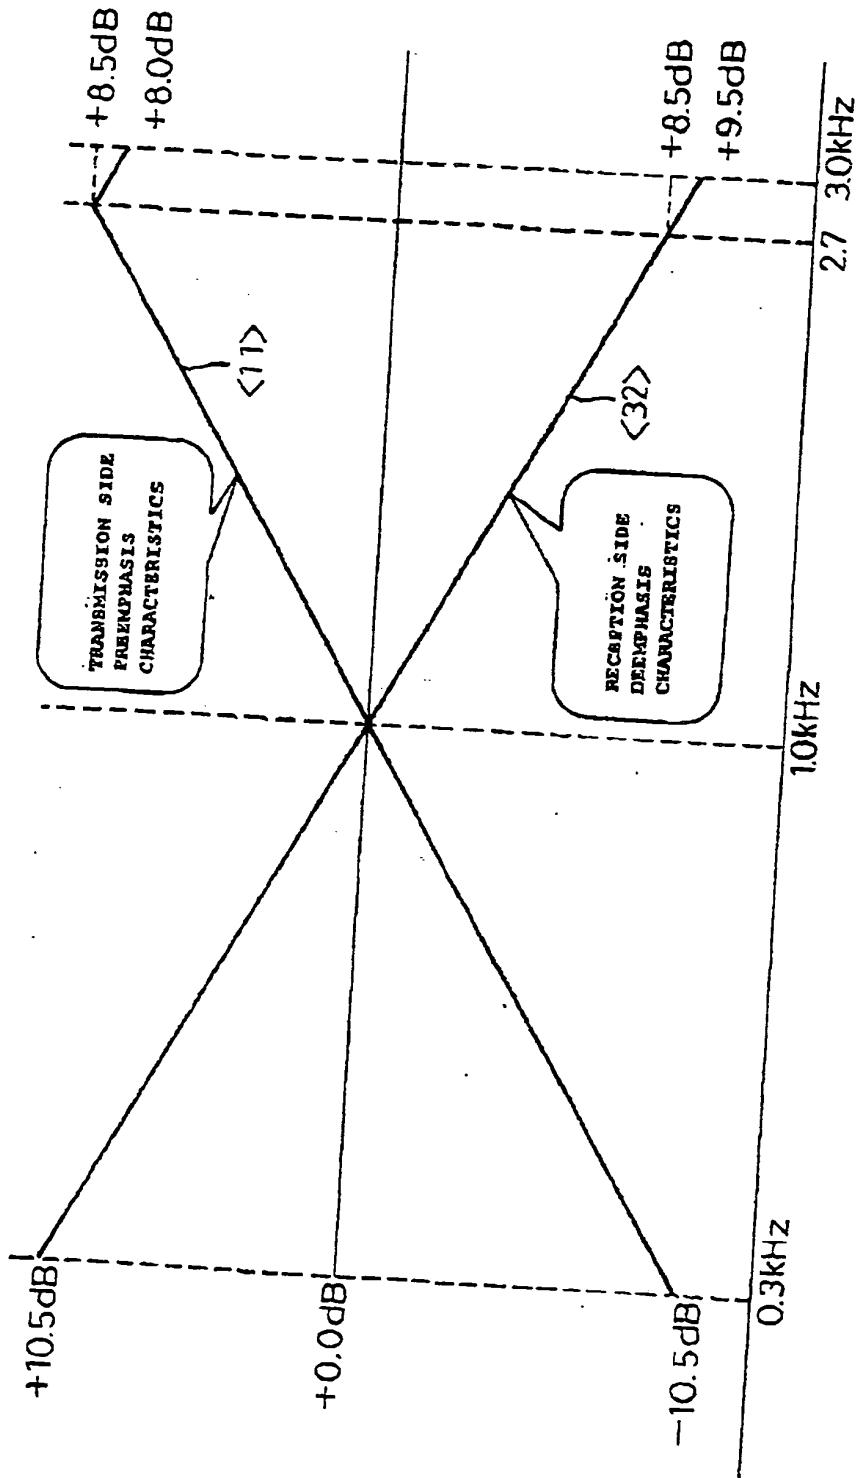 +8.5dB
+8.0dB
+8.5dB
+9.5dB
<11>
<32>
TRANSMISSION SIDE
PREEMPHASIS
CHARACTERISTICS
RECEPTION SIDE
DEEMPHASIS
CHARACTERISTICS
+10.5dB
+0.0dB
-10.5dB
0.3kHz
1.0kHz
2.7
3.0kHz